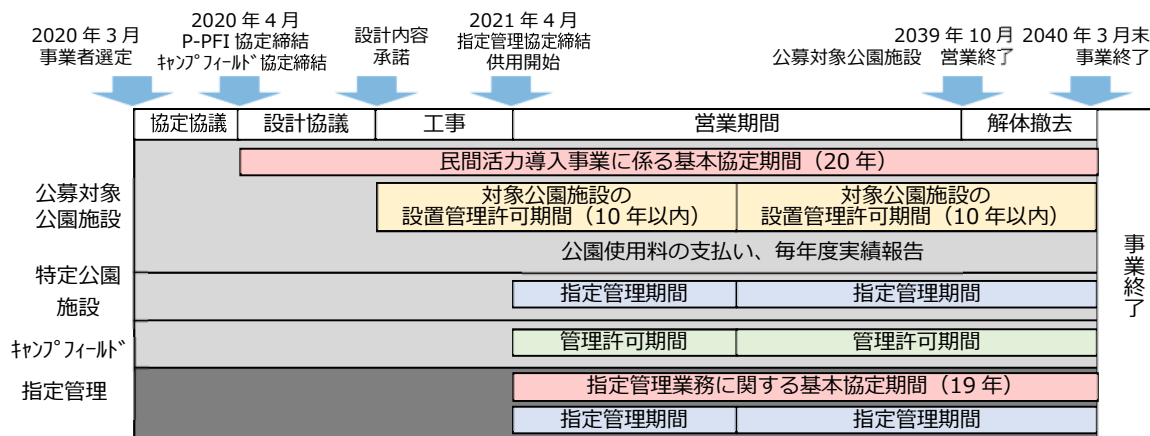 2020年3月
事業者選定
2020年4月
P-PFI 協定締結
ｷｬﾝﾌﾟﾌｨｰﾙﾄﾞ協定締結
設計内容
承諾
2021年4月
指定管理協定締結
供用開始
2039年10月
公募対象公園施設 営業終了
2040年3月末
事業終了
協定協議 設計協議 工事 営業期間 解体撤去
民間活力導入事業に係る基本協定期間（20年）
公募対象
公園施設
対象公園施設の
設置管理許可期間（10年以内）
対象公園施設の
設置管理許可期間（10年以内）
公園使用料の支払い、毎年度実績報告
特定公園
施設
指定管理期間 指定管理期間
ｷｬﾝﾌﾟﾌｨｰﾙﾄﾞ
管理許可期間 管理許可期間
指定管理
指定管理業務に関する基本協定期間（19年）
指定管理期間 指定管理期間
事業終了